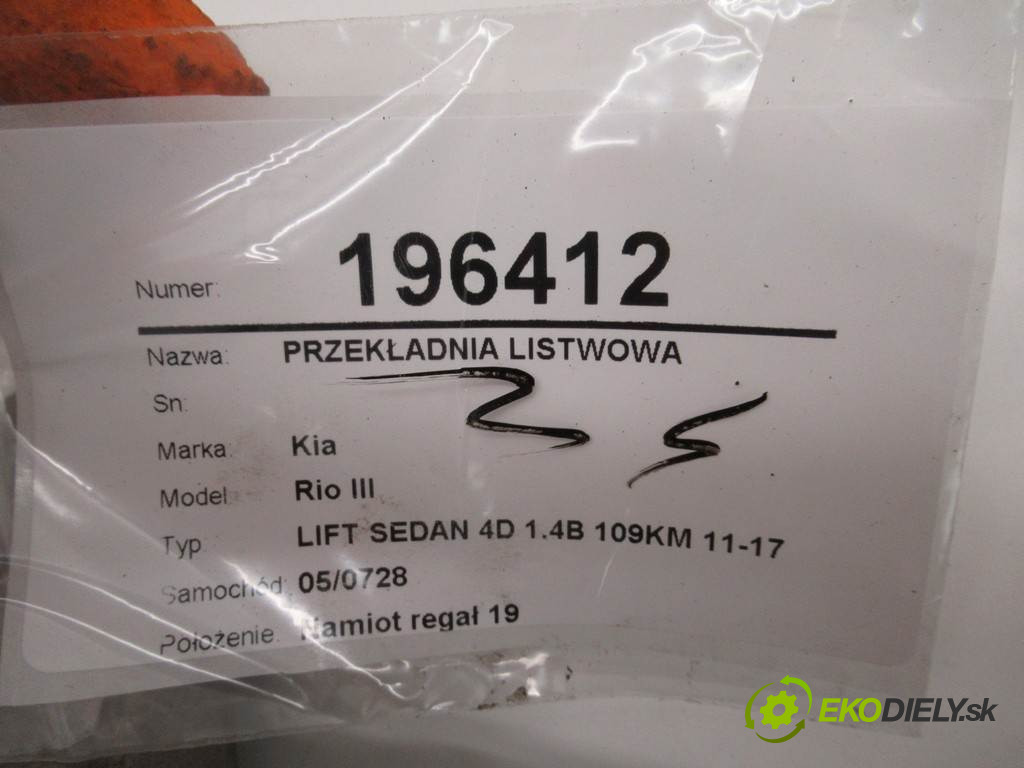 Numer: 196412
Nazwa: PRZEKŁADNIA LISTWOWA
Sn:
Marka: Kia
Model: Rio III
Typ LIFT SEDAN 4D 1.4B 109KM 11-17
Samochód: 05/0728
Położenie: Namiot regał 19
EKODIELY.sk